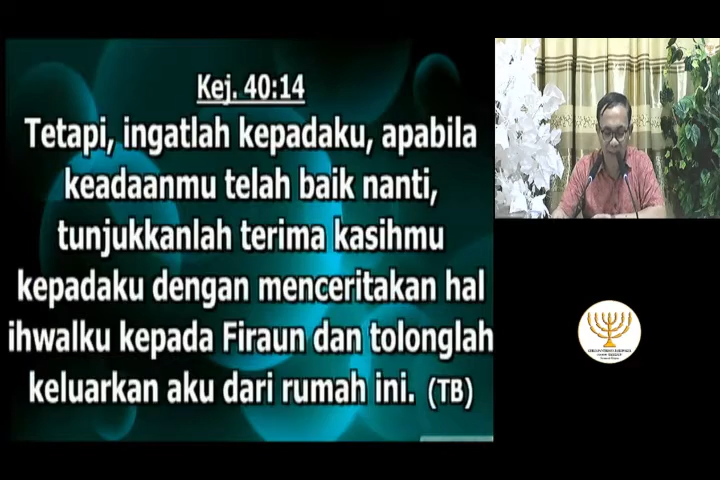 Kej. 40:14
Tetapi, ingatlah kepadaku, apabila
keadaanmu telah baik nanti,
tunjukkanlah terima kasihmu
kepadaku dengan menceritakan hal
ihwalku kepada Firaun dan tolonglah
keluarkan aku dari rumah ini. (TB)